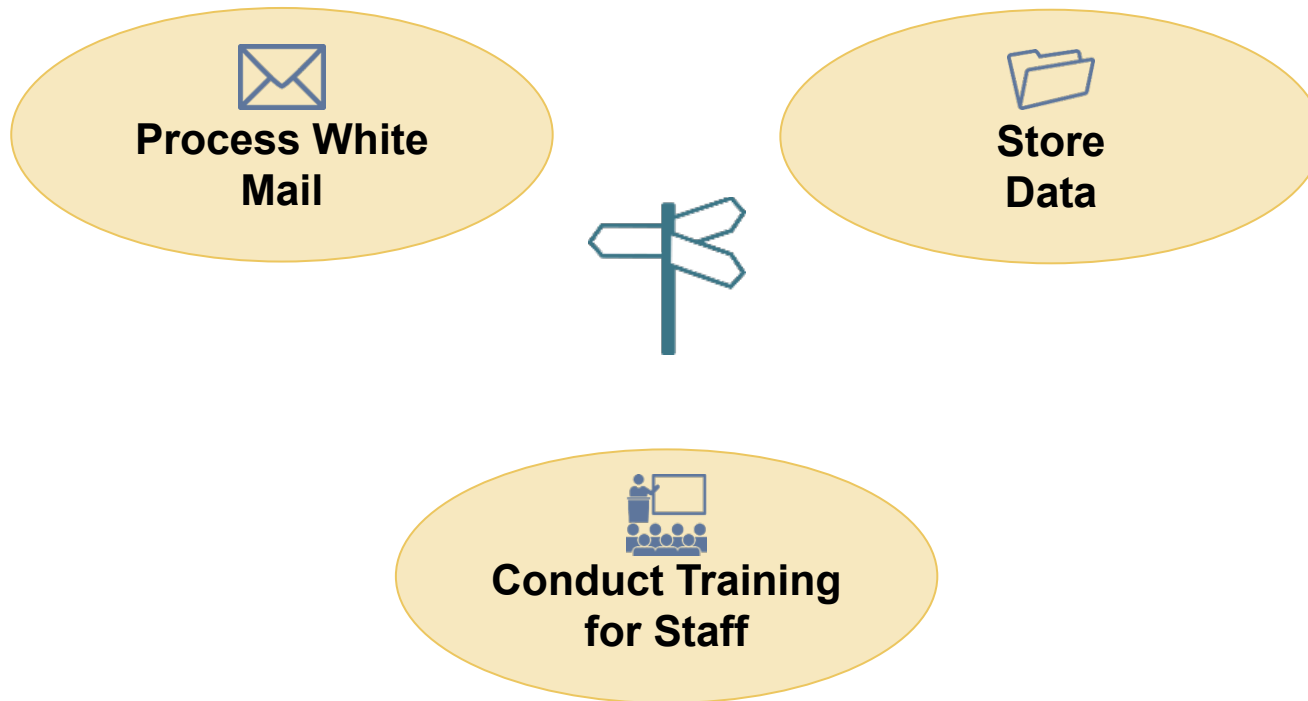 Process White
Mail
Store
Data
Conduct Training
for Staff